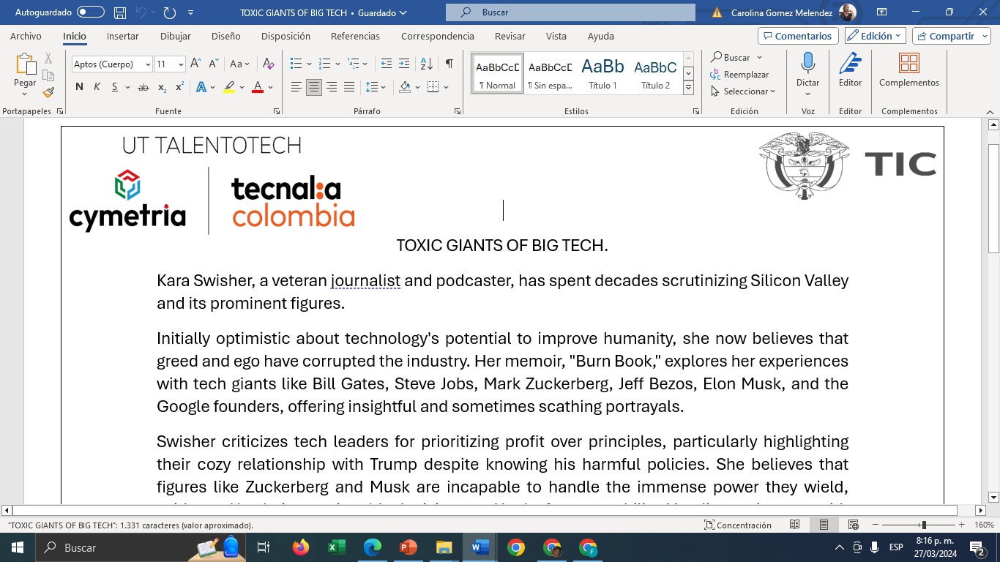 Autoguardado TOXIC GIANTS OF BIG TECH • Guardado Buscar Carolina Gomez Melendez
Archivo Inicio Insertar Dibujar Diseño Disposición Referencias Correspondencia Revisar Vista Ayuda Comentarios Edición Compartir
Pegar
Aptos (Cuerpo) 11 A A Aa A
N K S ab x₂ x² A A
AaBbCcD AaBbCcD AaBb AaBbC
¶ Normal ¶ Sin espa... Título 1 Título 2
Buscar
Reemplazar
Seleccionar
Dictar Editor Complementos
Portapapeles Fuente Párrafo Estilos Edición Voz Editor Complementos
UT TALENTOTECH
cymetria tecnal:a
colombia
TIC
TOXIC GIANTS OF BIG TECH.
Kara Swisher, a veteran journalist and podcaster, has spent decades scrutinizing Silicon Valley
and its prominent figures.
Initially optimistic about technology's potential to improve humanity, she now believes that
greed and ego have corrupted the industry. Her memoir, "Burn Book," explores her experiences
with tech giants like Bill Gates, Steve Jobs, Mark Zuckerberg, Jeff Bezos, Elon Musk, and the
Google founders, offering insightful and sometimes scathing portrayals.
Swisher criticizes tech leaders for prioritizing profit over principles, particularly highlighting
their cozy relationship with Trump despite knowing his harmful policies. She believes that
figures like Zuckerberg and Musk are incapable to handle the immense power they wield,
"TOXIC GIANTS OF BIG TECH": 1.331 caracteres (valor aproximado). Concentración 160%
Buscar ESP 8:16 p. m.
27/03/2024 2